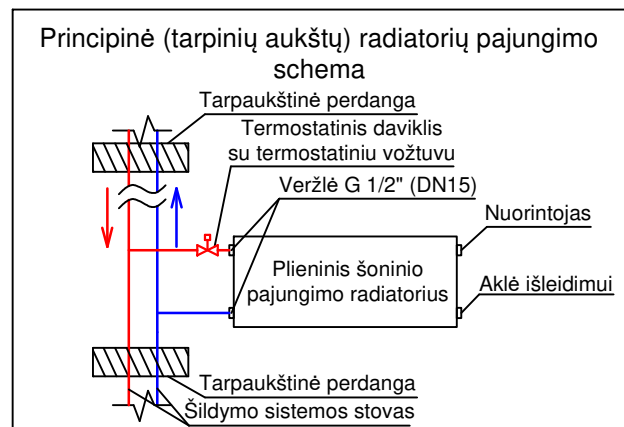 Principinė (tarpinių aukštų) radiatorių pajungimo
schema
Tarpaukštinė perdanga
Termostatinis daviklis
su termostatiniu vožtuvu
Veržlė G 1/2" (DN15)
Nuorintojas
Plieninis šoninio
pajungimo radiatorius
Aklė išleidimui
Tarpaukštinė perdanga
Šildymo sistemos stovas